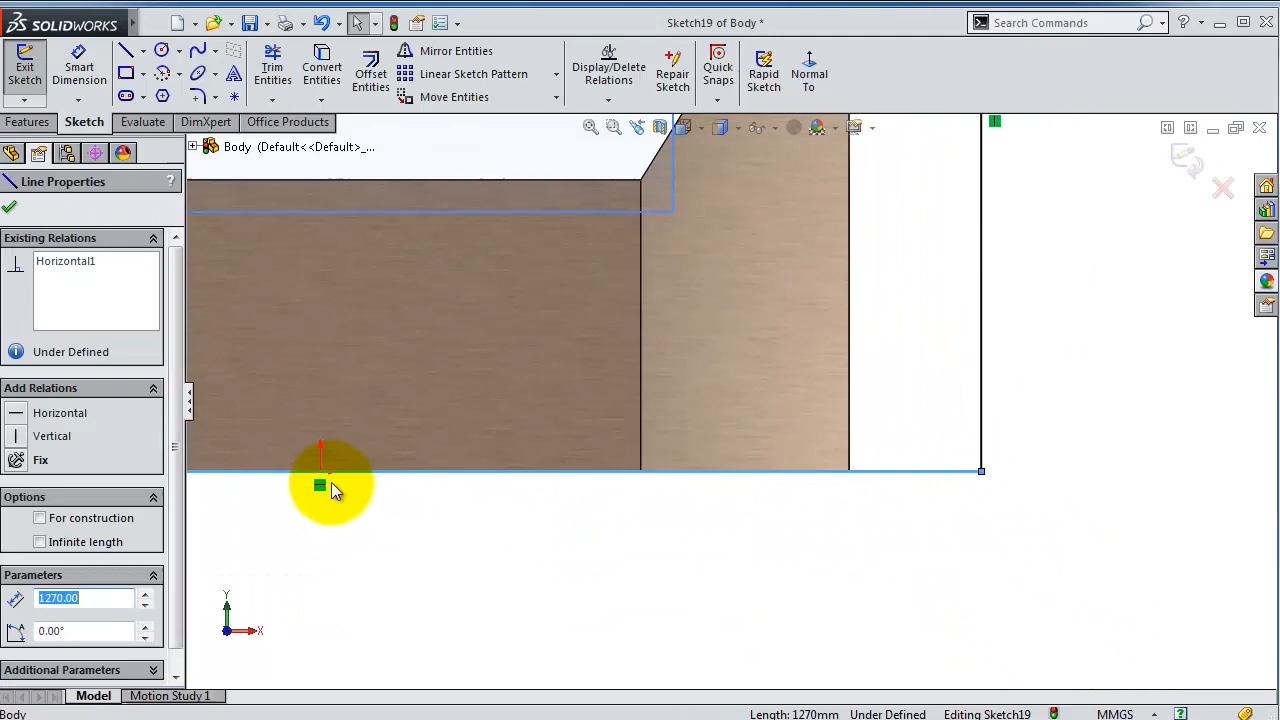 SOLIDWORKS
Sketch19 of Body *
Search Commands
Exit Sketch
Smart Dimension
Trim Entities
Convert Entities
Offset Entities
Mirror Entities
Linear Sketch Pattern
Move Entities
Display/Delete Relations
Repair Sketch
Quick Snaps
Rapid Sketch
Normal To
Features
Sketch
Evaluate
DimXpert
Office Products
Body (Default<<Default>_...
Line Properties
?
Existing Relations
Horizontal1
Under Defined
Add Relations
Horizontal
Vertical
Fix
Options
For construction
Infinite length
Parameters
1270.00
0.00°
Additional Parameters
Y
X
Model
Motion Study 1
Body
Length: 1270mm
Under Defined
Editing Sketch19
MMGS